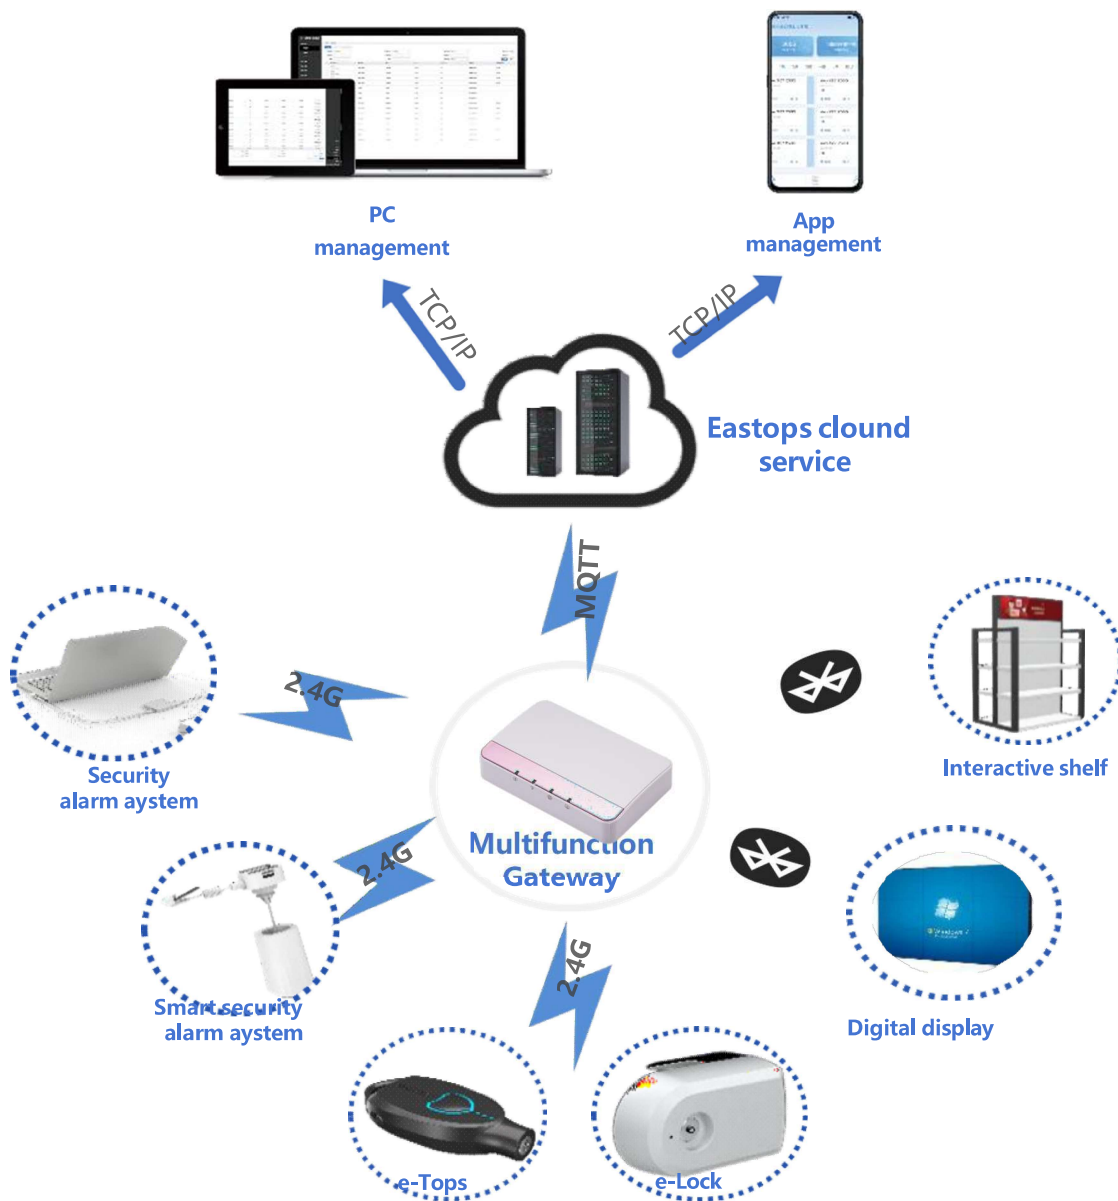 PC
management
App
management
TCP/IP
TCP/IP
Eastops clound
service
MQTT
2.4G
Security
alarm aystem
Interactive shelf
Multifunction
Gateway
2.4G
Smart security
alarm aystem
Digital display
2.4G
e-Tops
e-Lock